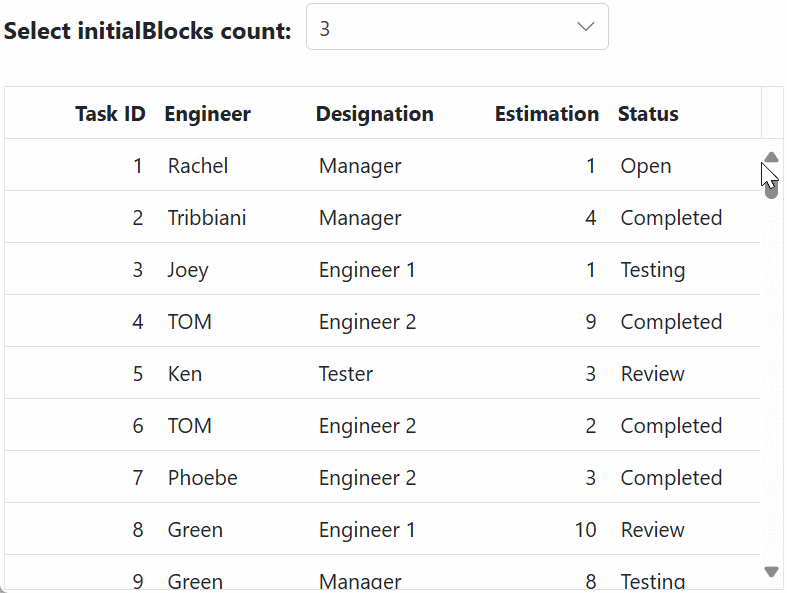 Select initialBlocks count: 3
Task ID Engineer Designation Estimation Status
1 Rachel Manager 1 Open
2 Tribbiani Manager 4 Completed
3 Joey Engineer 1 1 Testing
4 TOM Engineer 2 9 Completed
5 Ken Tester 3 Review
6 TOM Engineer 2 2 Completed
7 Phoebe Engineer 2 3 Completed
8 Green Engineer 1 10 Review
9 Green Manager 8 Testing